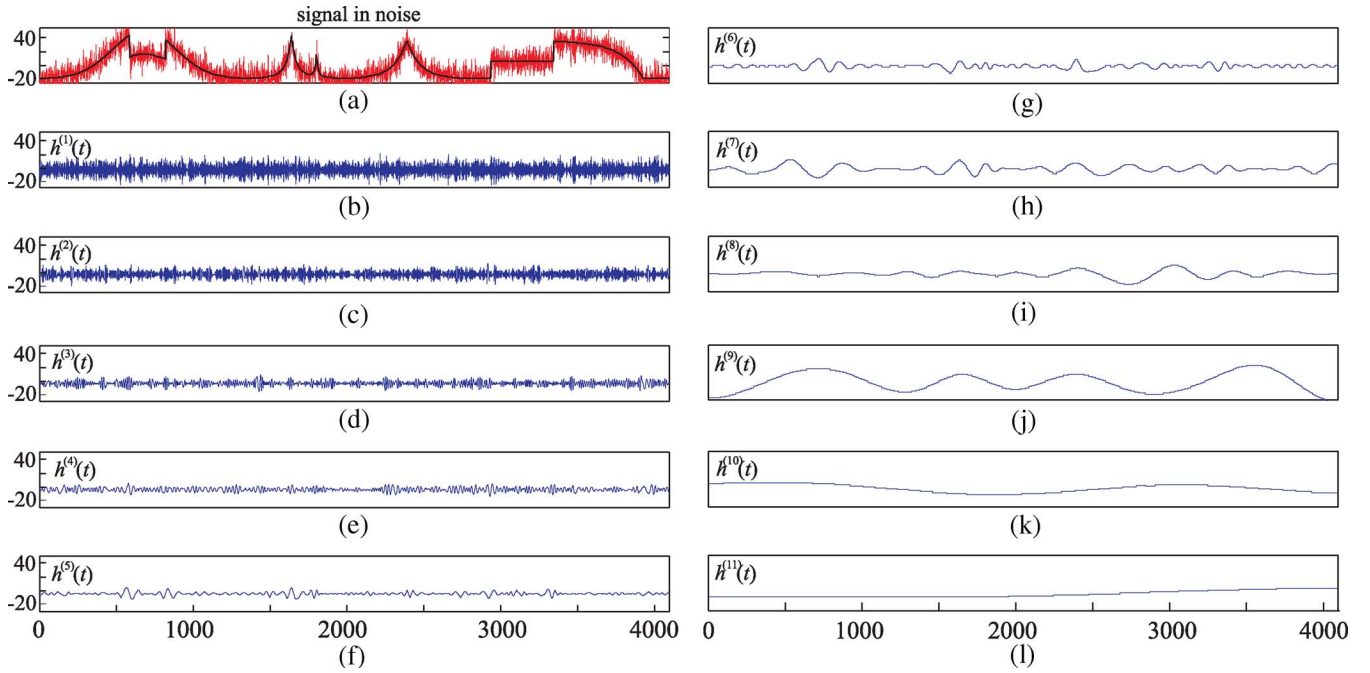 signal in noise
40
-20
(a)
40
h(1)(t)
-20
(b)
40
h(2)(t)
-20
(c)
40
h(3)(t)
-20
(d)
40
h(4)(t)
-20
(e)
40
h(5)(t)
-20
0 1000 2000 3000 4000
(f)
h(6)(t)
(g)
h(7)(t)
(h)
h(8)(t)
(i)
h(9)(t)
(j)
h(10)(t)
(k)
h(11)(t)
0 1000 2000 3000 4000
(l)